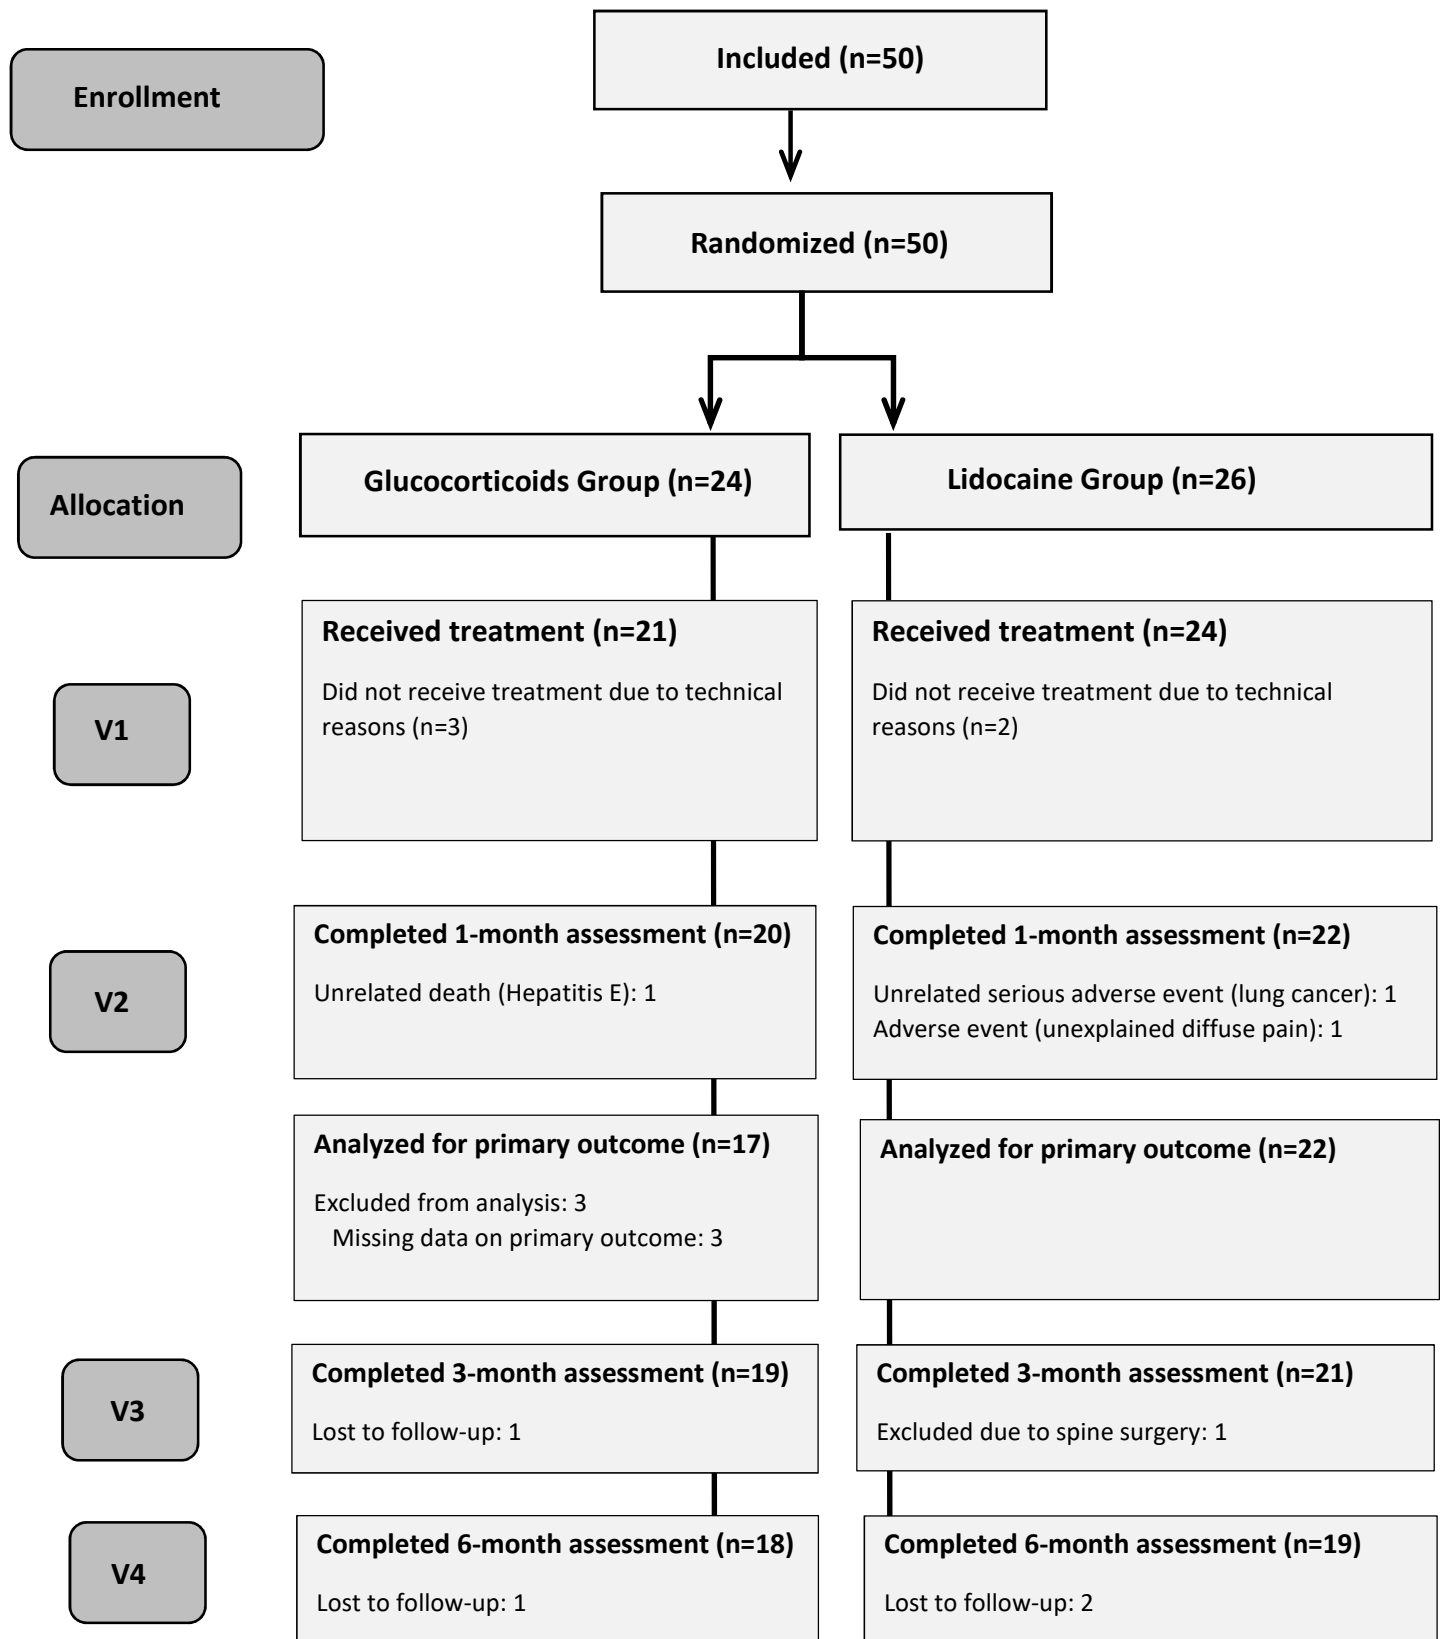 Included (n=50)
Enrollment
Randomized (n=50)
Glucocorticoids Group (n=24)
Lidocaine Group (n=26)
Allocation
Received treatment (n=21)
Did not receive treatment due to technical
reasons (n=3)
Received treatment (n=24)
Did not receive treatment due to technical
reasons (n=2)
V1
Completed 1-month assessment (n=20)
Unrelated death (Hepatitis E): 1
Completed 1-month assessment (n=22)
Unrelated serious adverse event (lung cancer): 1
Adverse event (unexplained diffuse pain): 1
V2
Analyzed for primary outcome (n=17)
Excluded from analysis: 3
Missing data on primary outcome: 3
Analyzed for primary outcome (n=22)
Completed 3-month assessment (n=19)
Lost to follow-up: 1
Completed 3-month assessment (n=21)
Excluded due to spine surgery: 1
V3
Completed 6-month assessment (n=18)
Lost to follow-up: 1
Completed 6-month assessment (n=19)
Lost to follow-up: 2
V4